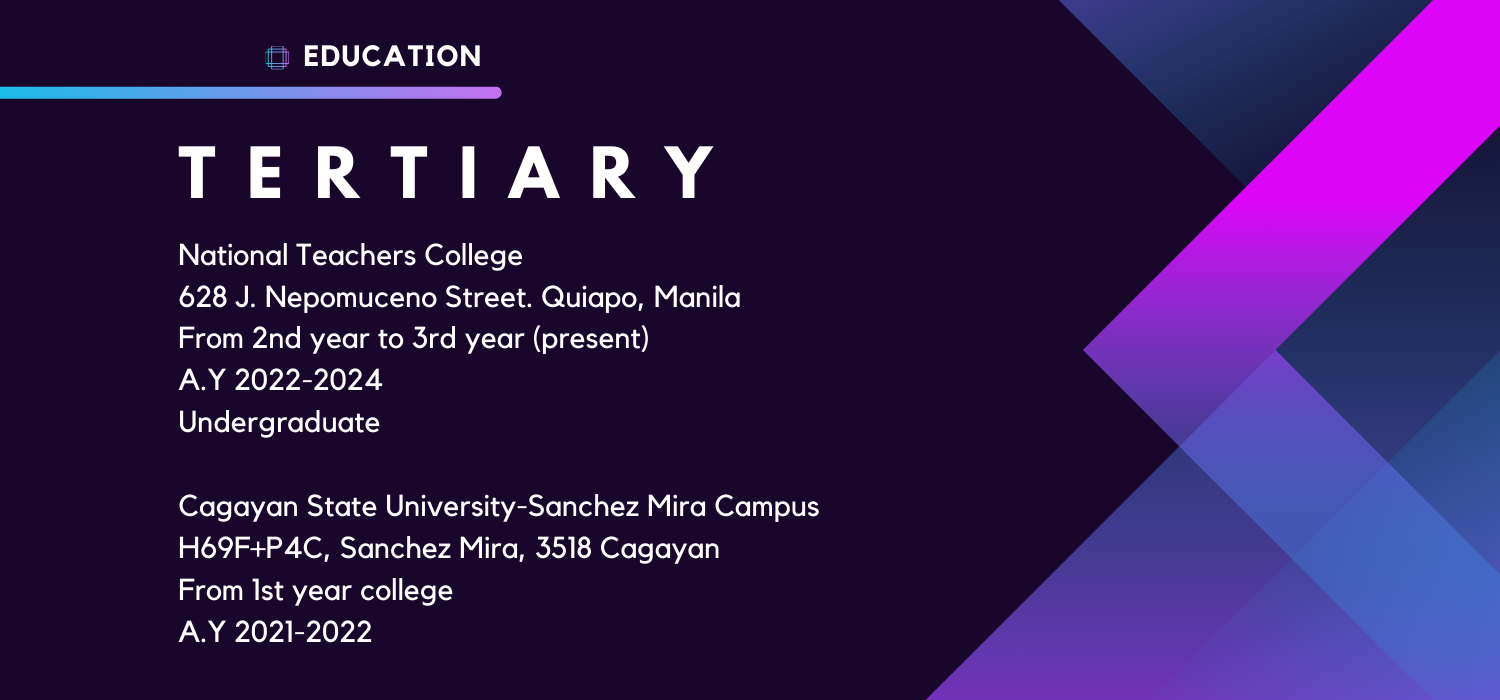 EDUCATION
TERTIARY
National Teachers College
628 J. Nepomuceno Street. Quiapo, Manila
From 2nd year to 3rd year (present)
A.Y 2022-2024
Undergraduate
Cagayan State University-Sanchez Mira Campus
H69F+P4C, Sanchez Mira, 3518 Cagayan
From 1st year college
A.Y 2021-2022